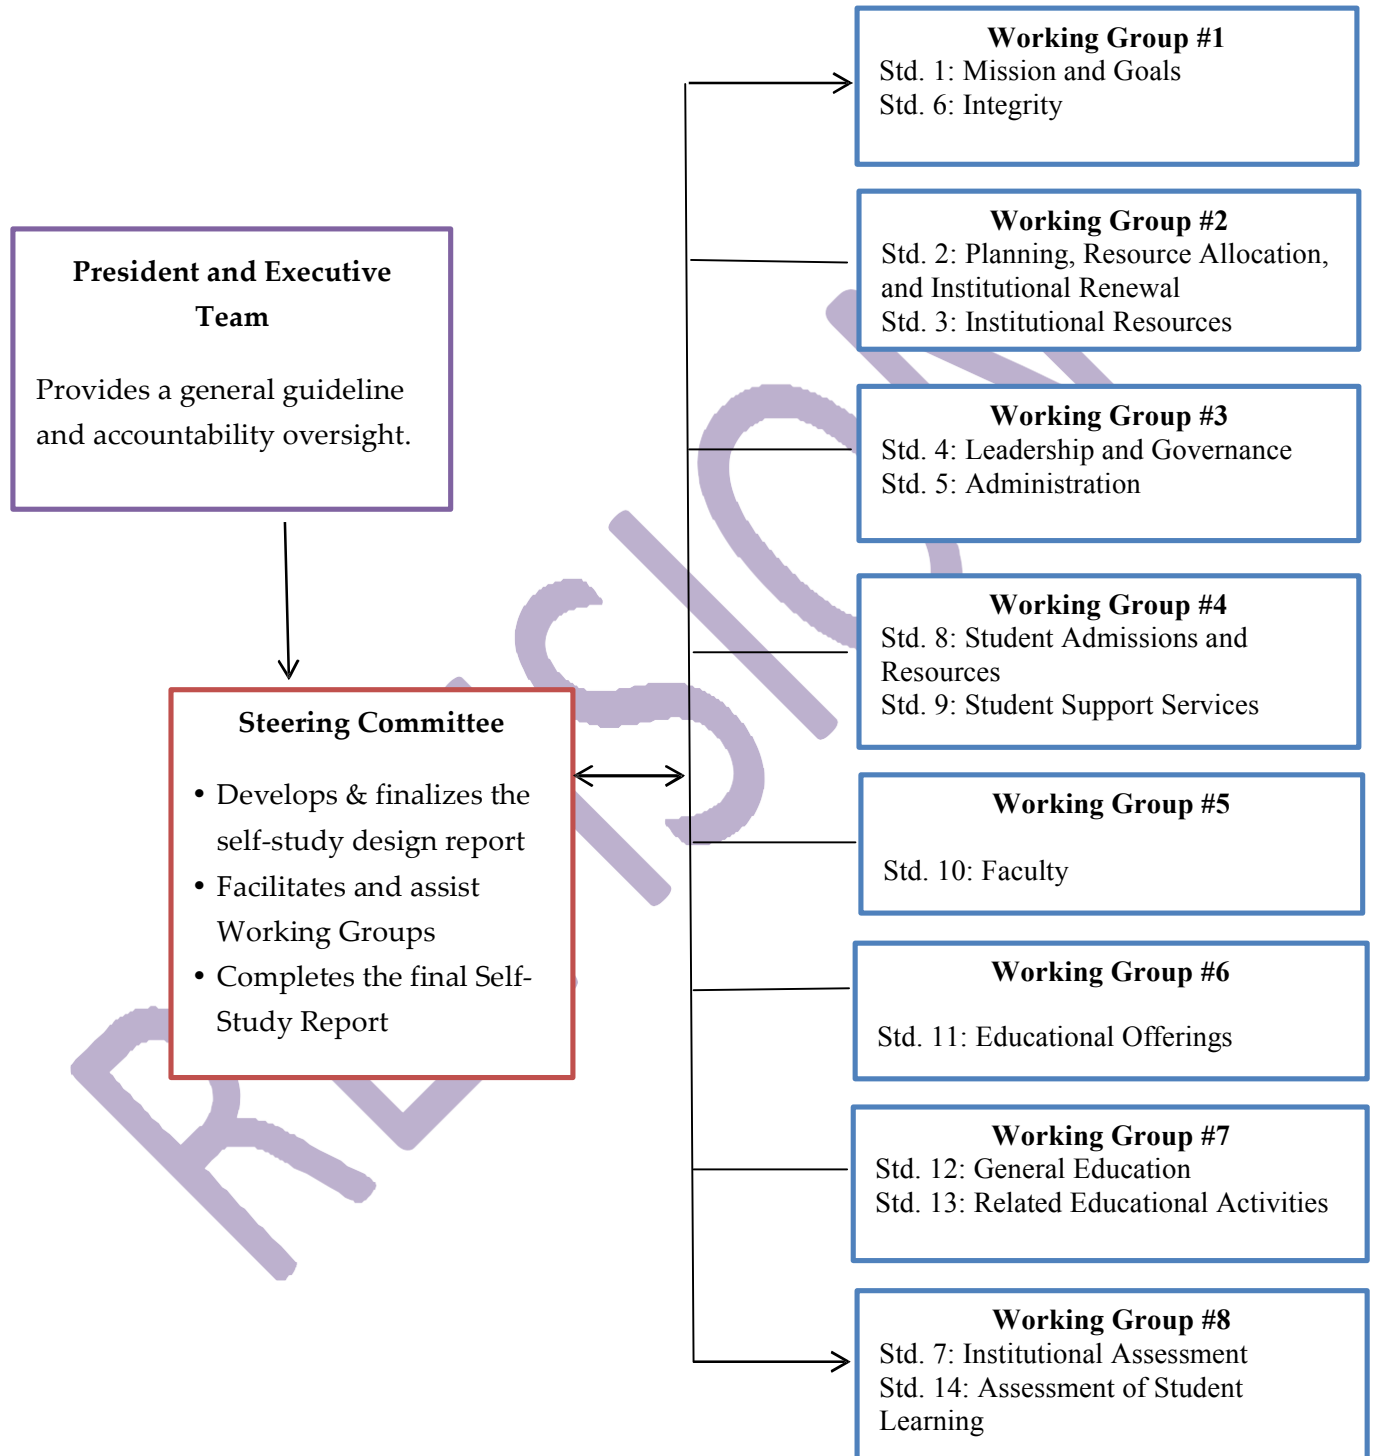 President and Executive
Team
Provides a general guideline
and accountability oversight.
Steering Committee
• Develops & finalizes the
self-study design report
• Facilitates and assist
Working Groups
• Completes the final Self-
Study Report
Working Group #1
Std. 1: Mission and Goals
Std. 6: Integrity
Working Group #2
Std. 2: Planning, Resource Allocation,
and Institutional Renewal
Std. 3: Institutional Resources
Working Group #3
Std. 4: Leadership and Governance
Std. 5: Administration
Working Group #4
Std. 8: Student Admissions and
Resources
Std. 9: Student Support Services
Working Group #5
Std. 10: Faculty
Working Group #6
Std. 11: Educational Offerings
Working Group #7
Std. 12: General Education
Std. 13: Related Educational Activities
Working Group #8
Std. 7: Institutional Assessment
Std. 14: Assessment of Student
Learning